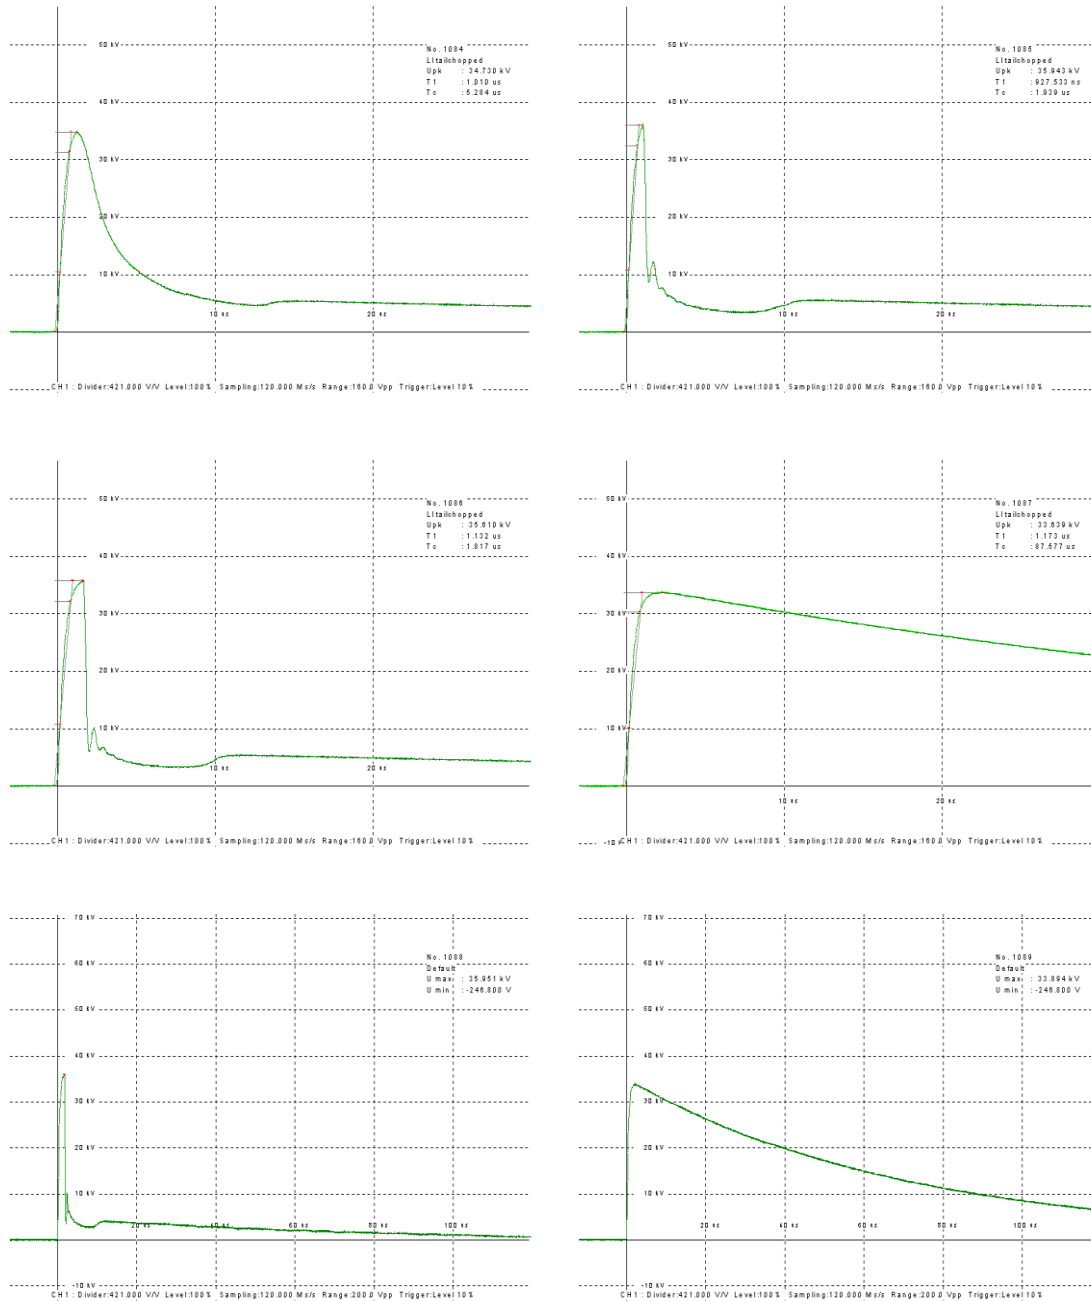 50 kV
No. 1084
LItailchopped
Upk : 34.730 kV
T1 : 1.010 us
Tc : 5.284 us
40 kV
30 kV
20 kV
10 kV
10 us
20 us
CH1: Divider:421.000 V/V Level:100% Sampling:120.000 Ms/s Range:160.0 Vpp Trigger:Level 10%
50 kV
No. 1085
LItailchopped
Upk : 35.943 kV
T1 : 927.533 ns
Tc : 1.939 us
40 kV
30 kV
20 kV
10 kV
10 us
20 us
CH1: Divider:421.000 V/V Level:100% Sampling:120.000 Ms/s Range:160.0 Vpp Trigger:Level 10%
50 kV
No. 1086
LItailchopped
Upk : 35.610 kV
T1 : 1.132 us
Tc : 1.817 us
40 kV
30 kV
20 kV
10 kV
10 us
20 us
CH1: Divider:421.000 V/V Level:100% Sampling:120.000 Ms/s Range:160.0 Vpp Trigger:Level 10%
50 kV
No. 1087
LItailchopped
Upk : 33.639 kV
T1 : 1.173 us
Tc : 87.577 us
40 kV
30 kV
20 kV
10 kV
10 us
20 us
-10 kV
CH1: Divider:421.000 V/V Level:100% Sampling:120.000 Ms/s Range:160.0 Vpp Trigger:Level 10%
70 kV
No. 1088
Default
U max : 35.951 kV
U min : -246.800 V
60 kV
50 kV
40 kV
30 kV
20 kV
10 kV
20 us
40 us
60 us
80 us
100 us
-10 kV
CH1: Divider:421.000 V/V Level:100% Sampling:120.000 Ms/s Range:200.0 Vpp Trigger:Level 10%
70 kV
No. 1089
Default
U max : 33.894 kV
U min : -246.800 V
60 kV
50 kV
40 kV
30 kV
20 kV
10 kV
20 us
40 us
60 us
80 us
100 us
-10 kV
CH1: Divider:421.000 V/V Level:100% Sampling:120.000 Ms/s Range:200.0 Vpp Trigger:Level 10%